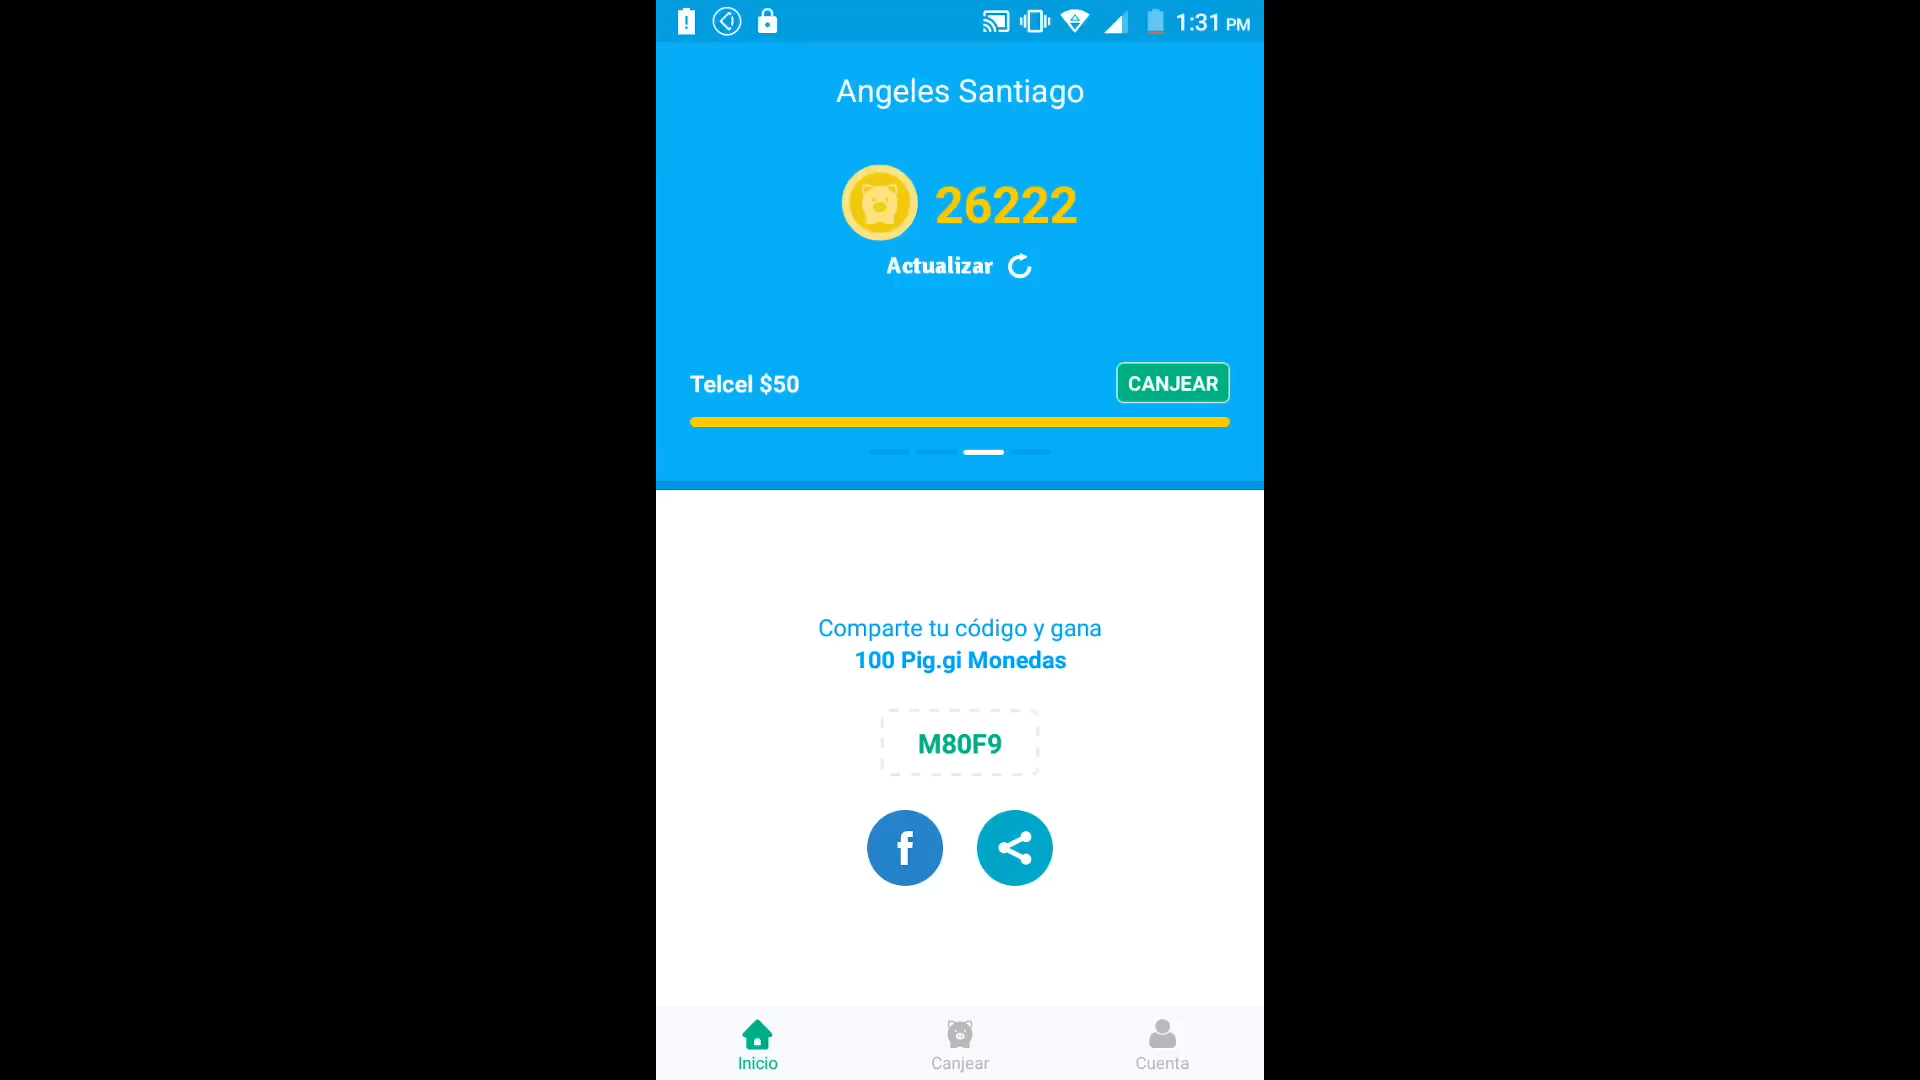 1:31 PM
Angeles Santiago
26222
Actualizar
Telcel $50
CANJEAR
Comparte tu código y gana
100 Pig.gi Monedas
M80F9
f
Inicio
Canjear
Cuenta